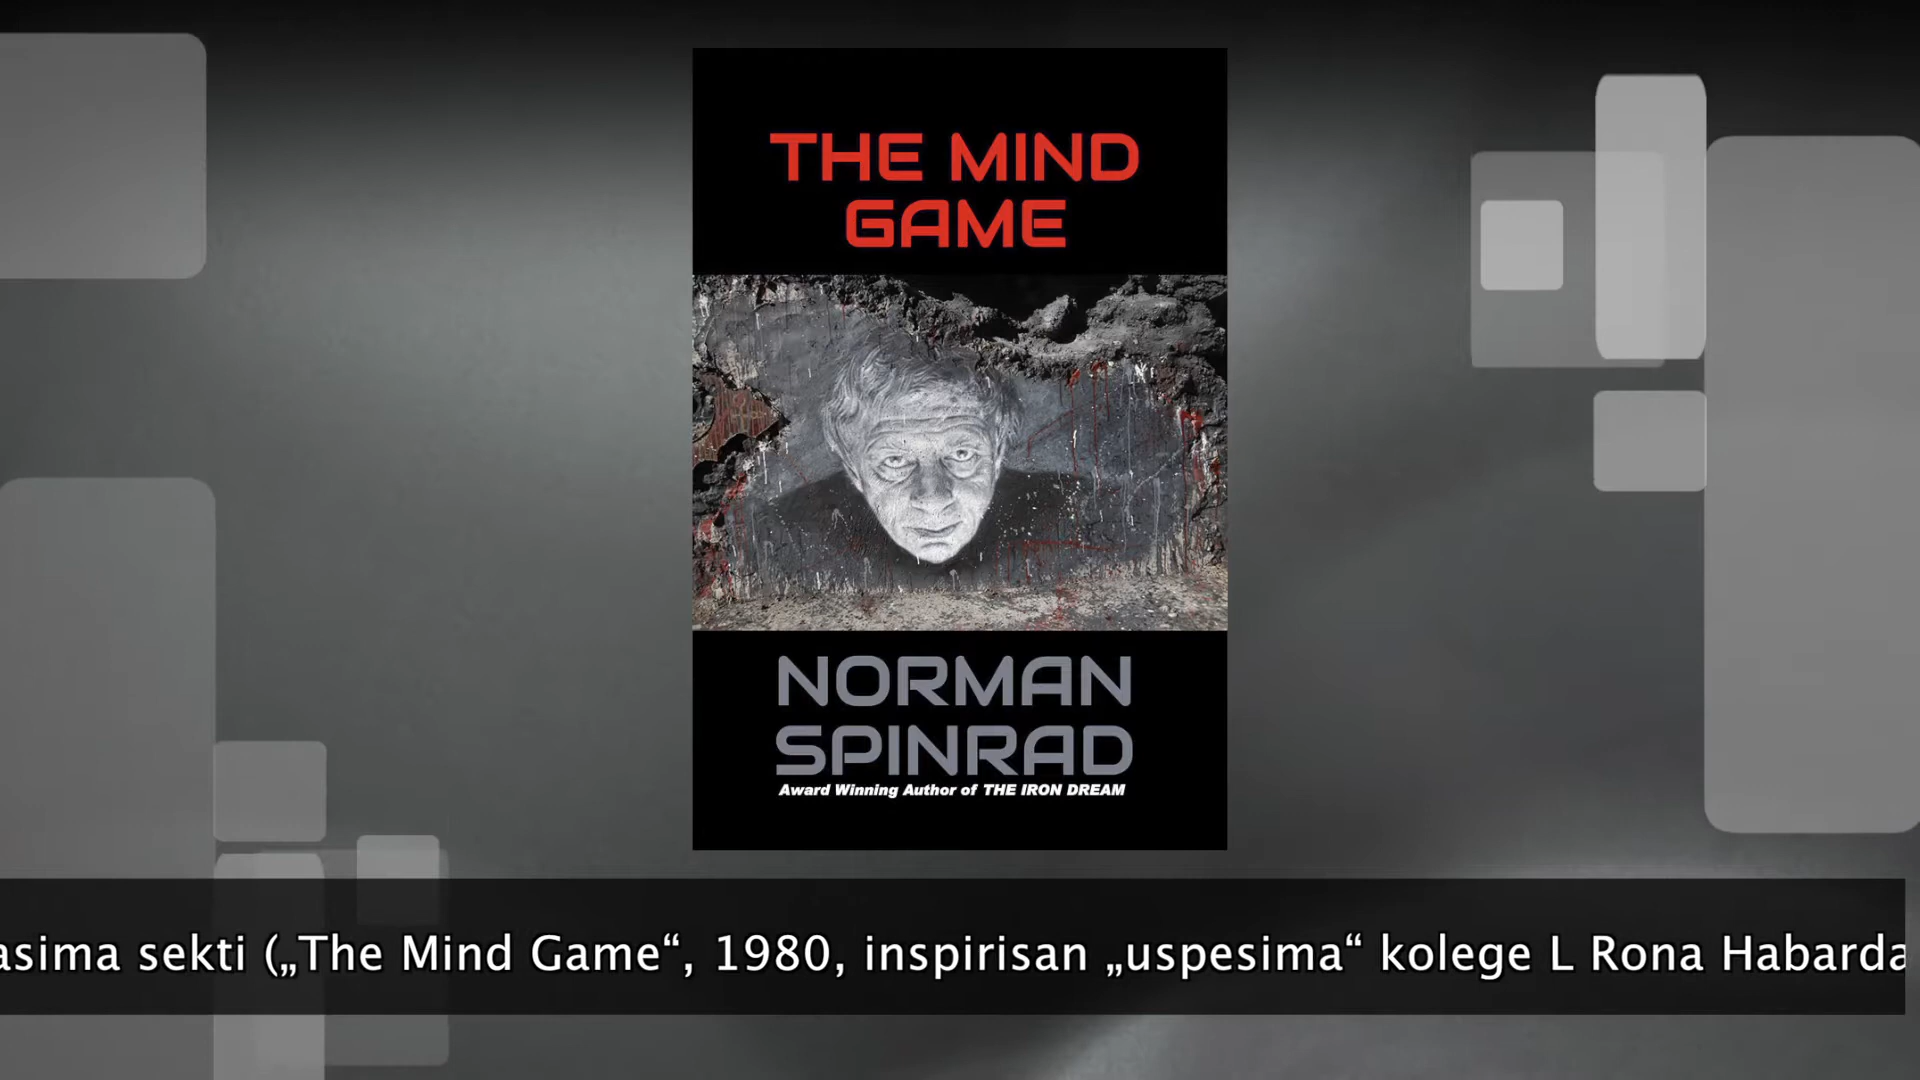 THE MIND
GAME
NORMAN
SPINRAD
Award Winning Author of THE IRON DREAM
sekti („The Mind Game“, 1980, inspirisan „uspesima“ kolege L Rona Habarda